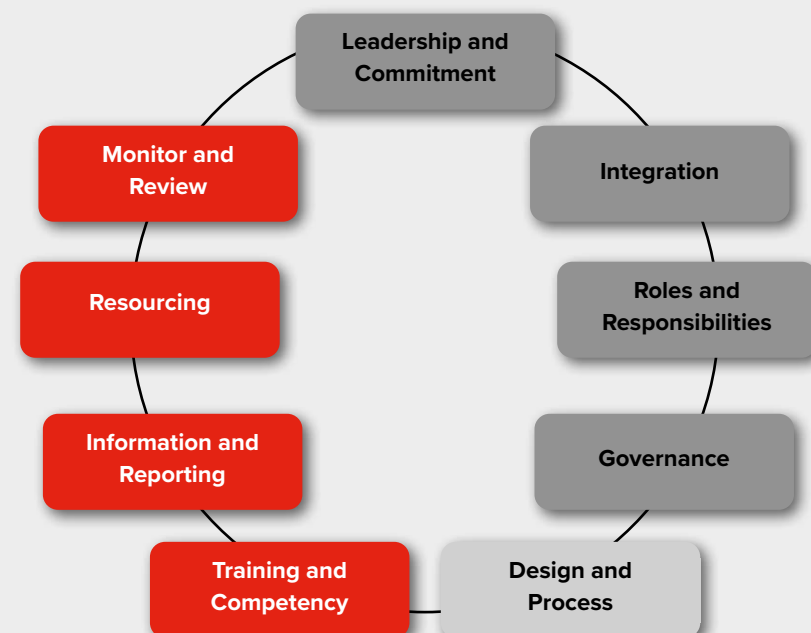 Leadership and
Commitment
Integration
Roles and
Responsibilities
Governance
Design and
Process
Training and
Competency
Information and
Reporting
Resourcing
Monitor and
Review